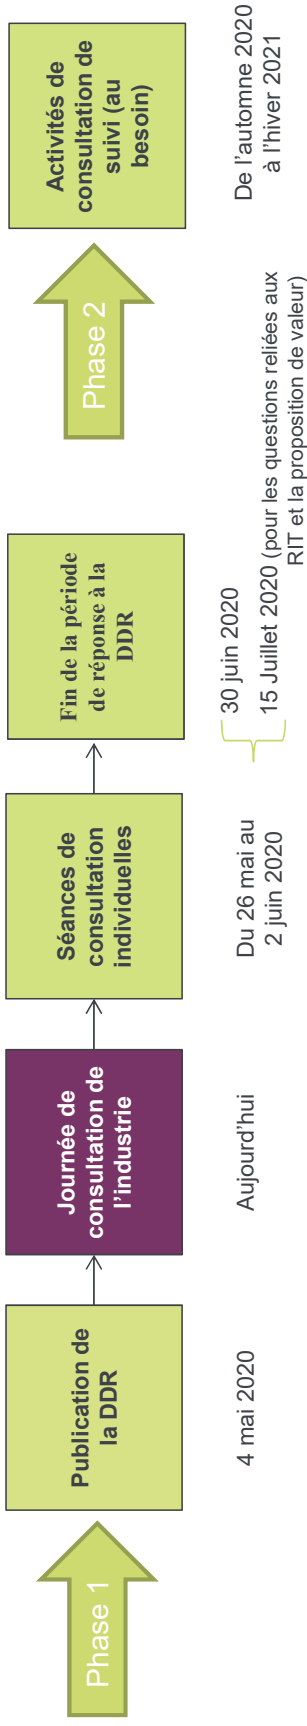 Phase 1
Publication de
la DDR
4 mai 2020
Journée de
consultation de
l'industrie
Aujourd'hui
Séances de
consultation
individuelles
Du 26 mai au
2 juin 2020
Fin de la période
de réponse à la
DDR
30 juin 2020
15 Juillet 2020 (pour les questions reliées aux
RIT et la proposition de valeur)
Phase 2
Activités de
consultation de
suivi (au
besoin)
De l'automne 2020
à l'hiver 2021